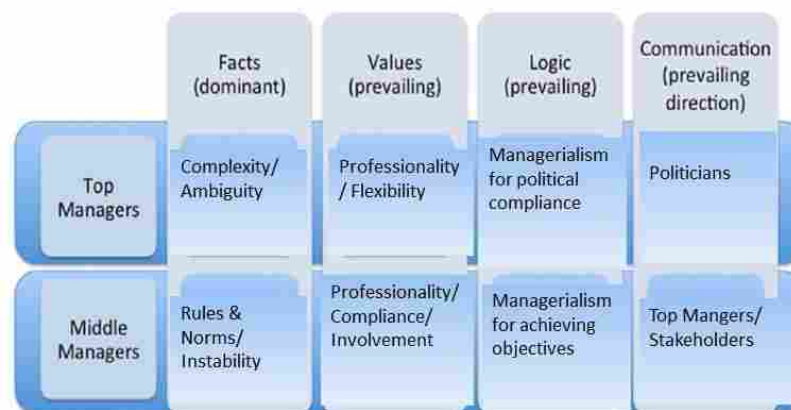 Facts
(dominant)
Values
(prevailing)
Logic
(prevailing)
Communication
(prevailing
direction)
Top
Managers
Complexity/
Ambiguity
Professionality
/ Flexibility
Managerialism
for political
compliance
Politicians
Middle
Managers
Rules &
Norms/
Instability
Professionality/
Compliance/
Involvement
Managerialism
for achieving
objectives
Top Mangers/
Stakeholders